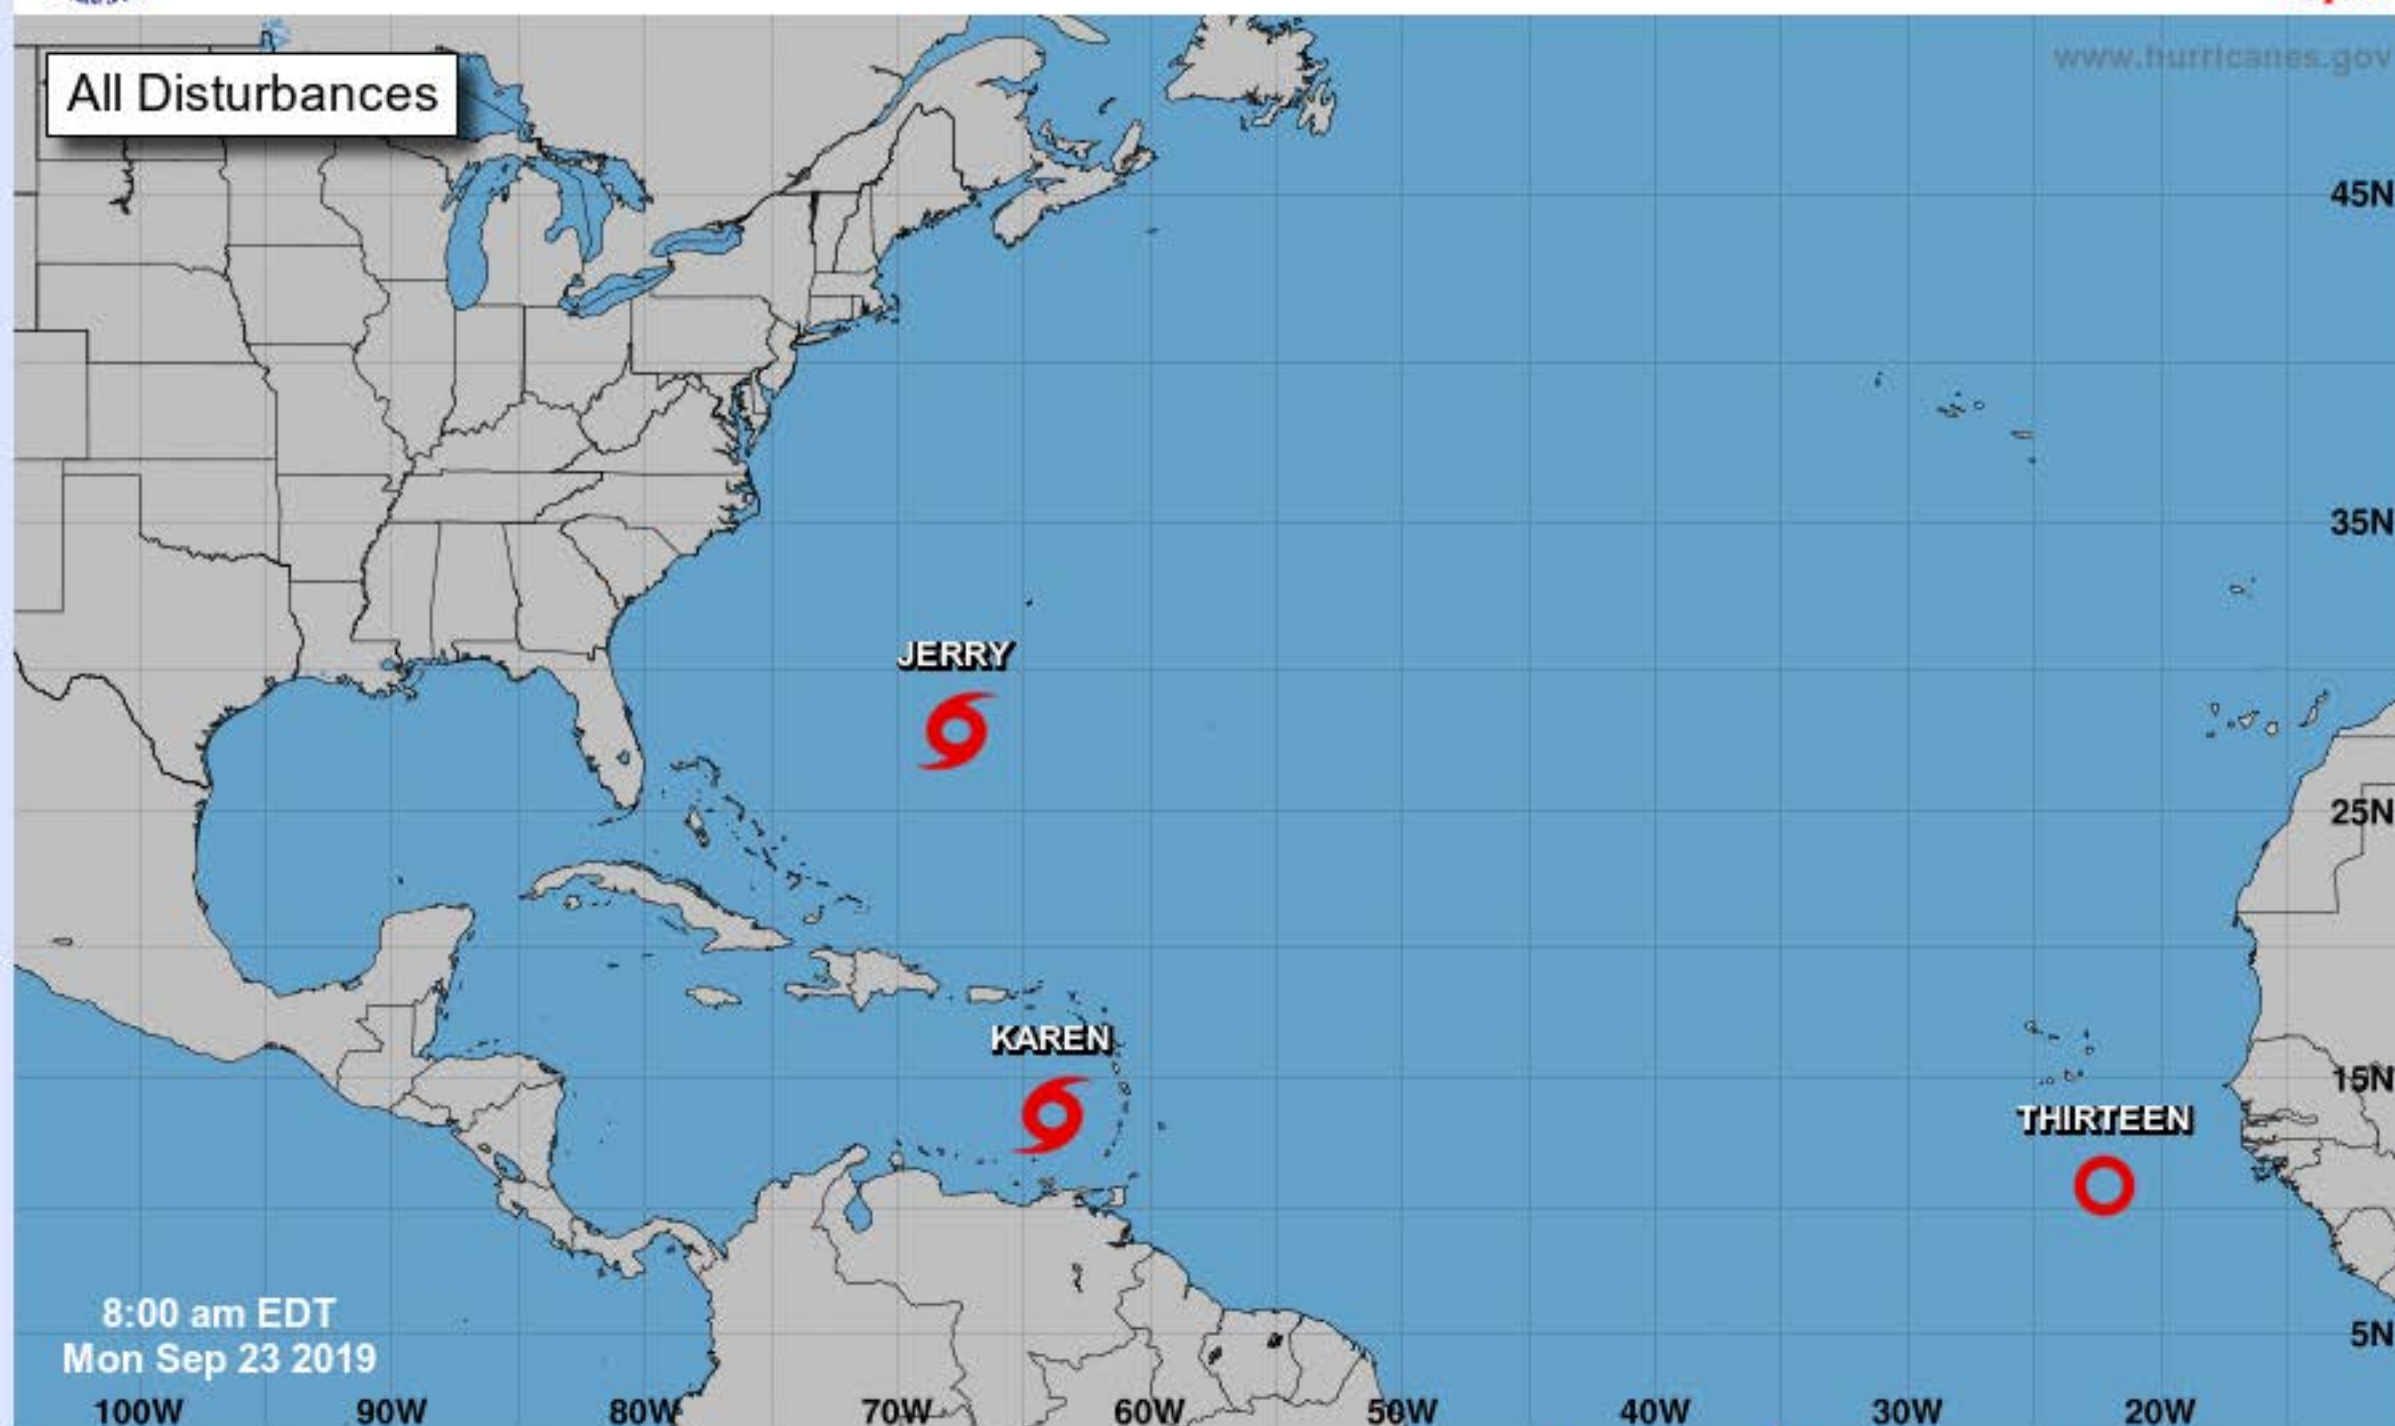 All Disturbances
www.hurricanes.gov
45N
35N
JERRY
25N
KAREN
15N
THIRTEEN
8:00 am EDT
Mon Sep 23 2019
5N
100W 90W 80W 70W 60W 50W 40W 30W 20W